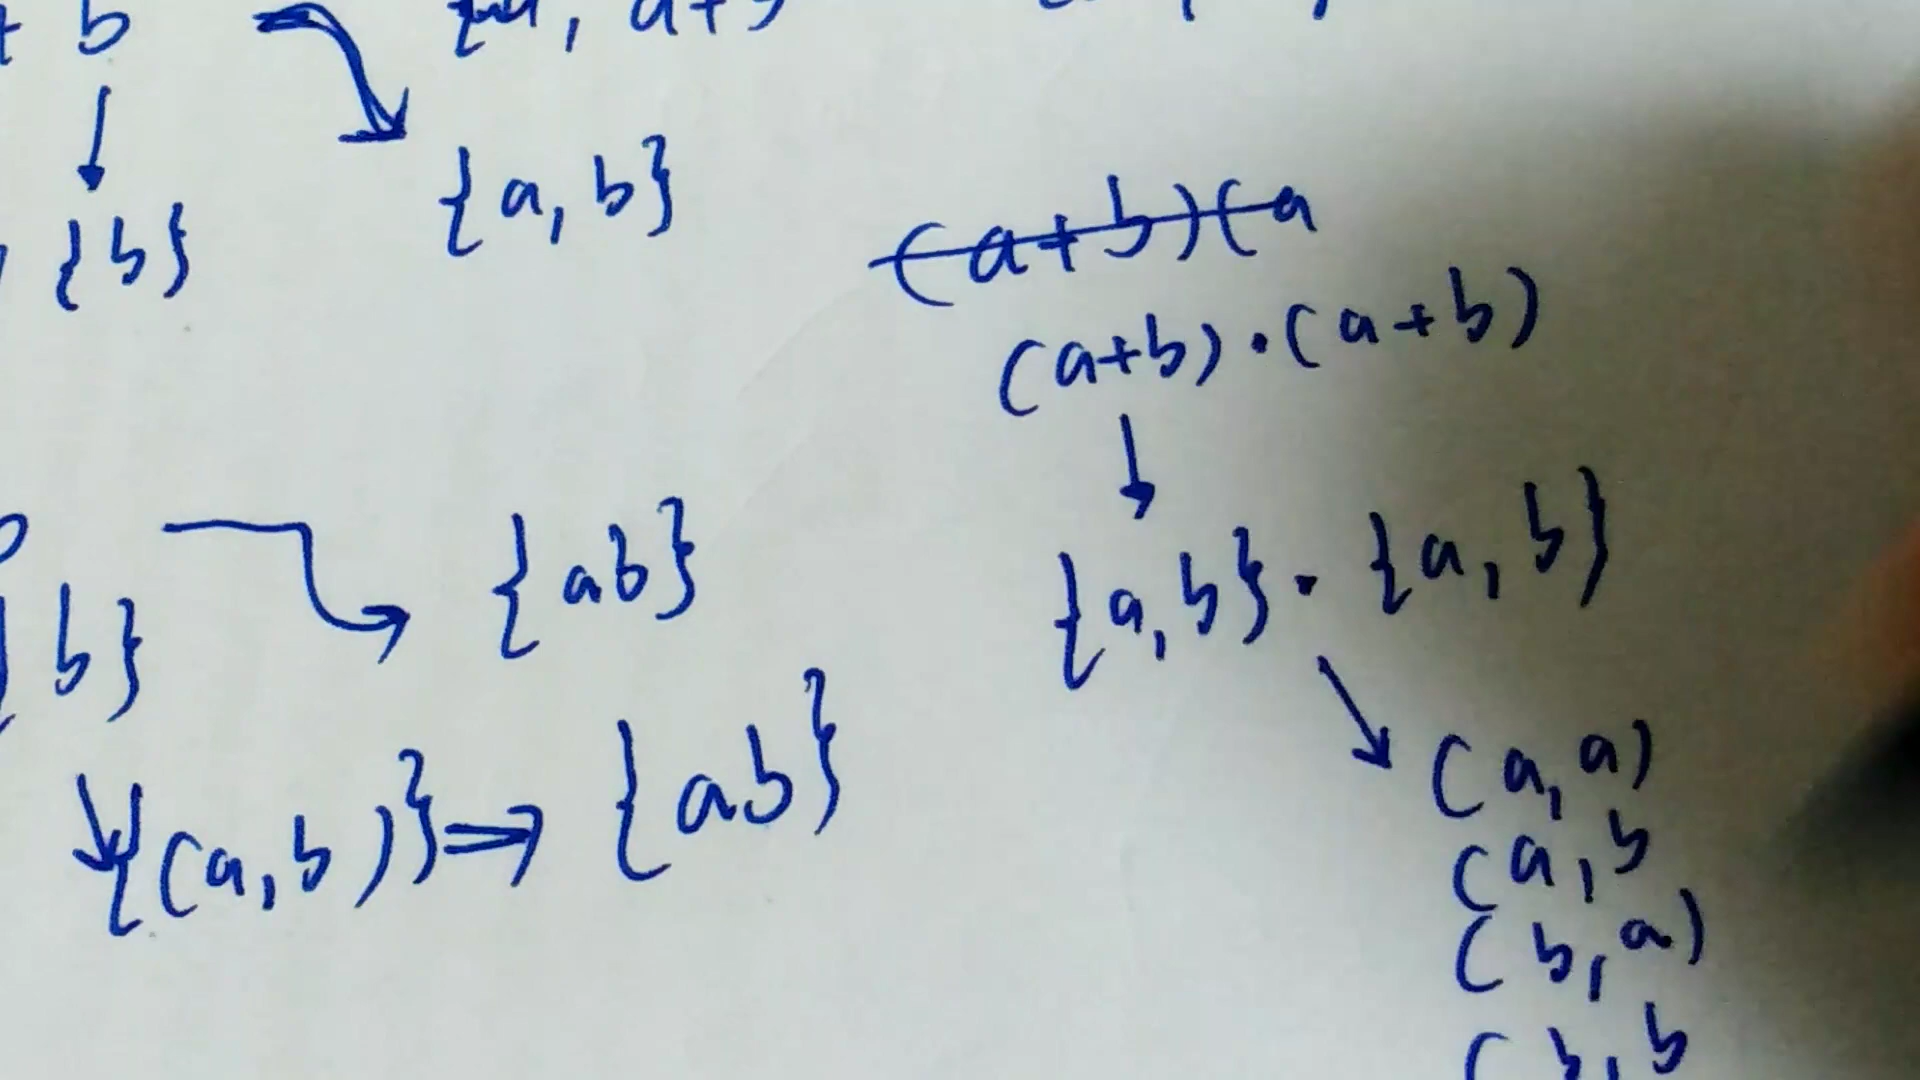 + b
{a, b}
{b}
(a+b)(a
(a+b)·(a+b)
{ab}
{a,b}·{a,b}
b}
{(a,b)}⇒{ab}
(a,a)
(a,b
(b,a)
(b,b